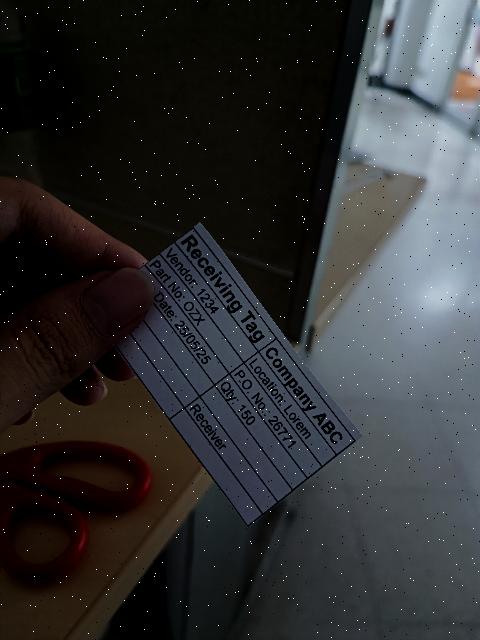 Receiving Tag Company ABC
Vendor: 1234 Location: Lorem
Part No: OZX P.O. No. 26771
Date: 26/05/25 Qty: 150
Receiver